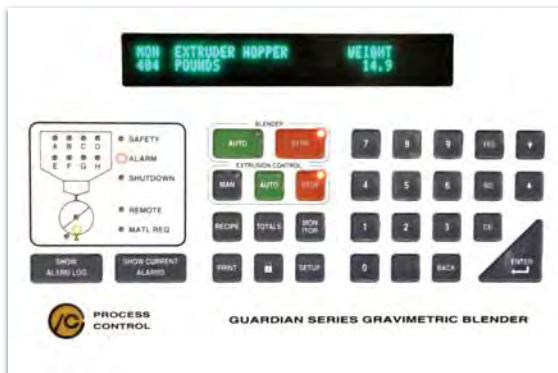 MON EXTRUDER HOPPER WEIGHT
404 POUNDS 14.9
BLENDER
AUTO STOP
EXTRUSION CONTROL
MAN AUTO STOP
A B C D
E F G H
SAFETY
ALARM
SHUTDOWN
REMOTE
MATL REQ
SHOW
ALARM LOG
SHOW CURRENT
ALARMS
RECIPE TOTALS MON
ITOR
PRINT SETUP
7 8 9 YES
4 5 6 NO
1 2 3 CE
0 . BACK
ENTER
/C PROCESS
CONTROL
GUARDIAN SERIES GRAVIMETRIC BLENDER